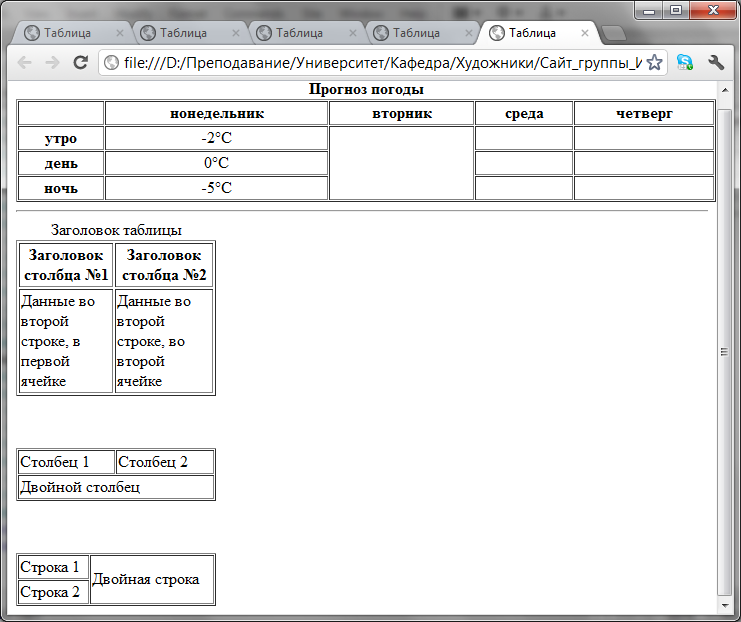 Таблица
Таблица
Таблица
Таблица
Таблица
file:///D:/Преподавание/Университет/Кафедра/Художники/Сайт_группы_И
Прогноз погоды
нонедельник вторник среда четверг
утро -2°C
день 0°C
ночь -5°C
Заголовок таблицы
Заголовок столбца №1 Заголовок столбца №2
Данные во второй строке, в первой ячейке
Данные во второй строке, во второй ячейке
Столбец 1 Столбец 2
Двойной столбец
Строка 1
Двойная строка
Строка 2